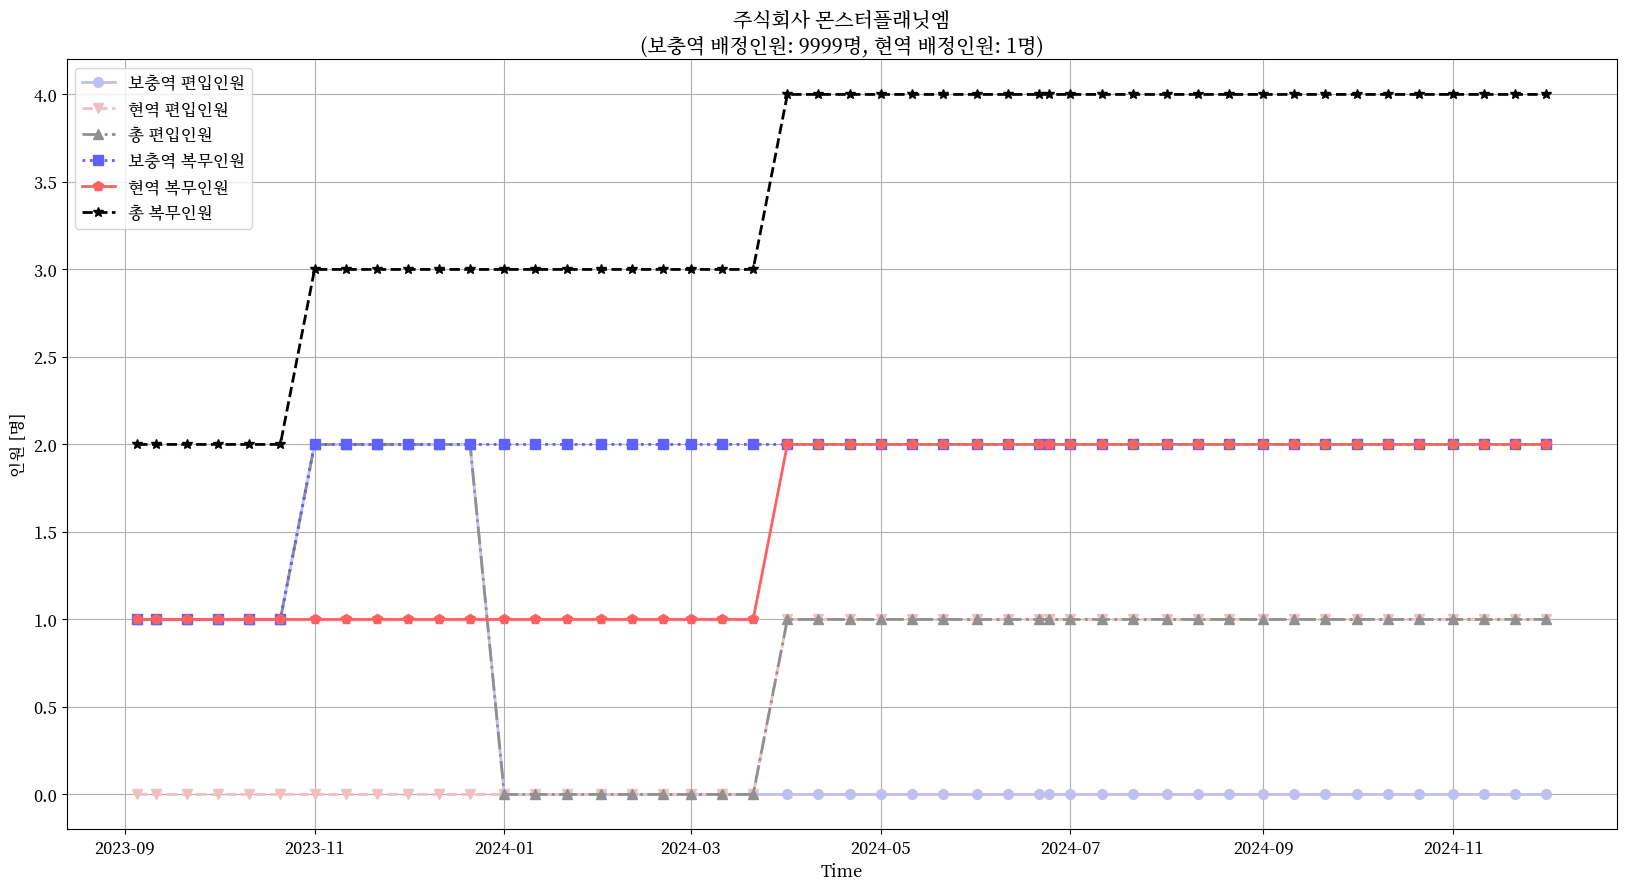 주식회사 몬스터플래닛엠
(보충역 배정인원: 9999명, 현역 배정인원: 1명)
보충역 편입인원
현역 편입인원
총 편입인원
보충역 복무인원
현역 복무인원
총 복무인원
4.0
3.5
3.0
2.5
2.0
1.5
1.0
0.5
0.0
인원 [명]
2023-09 2023-11 2024-01 2024-03 2024-05 2024-07 2024-09 2024-11
Time